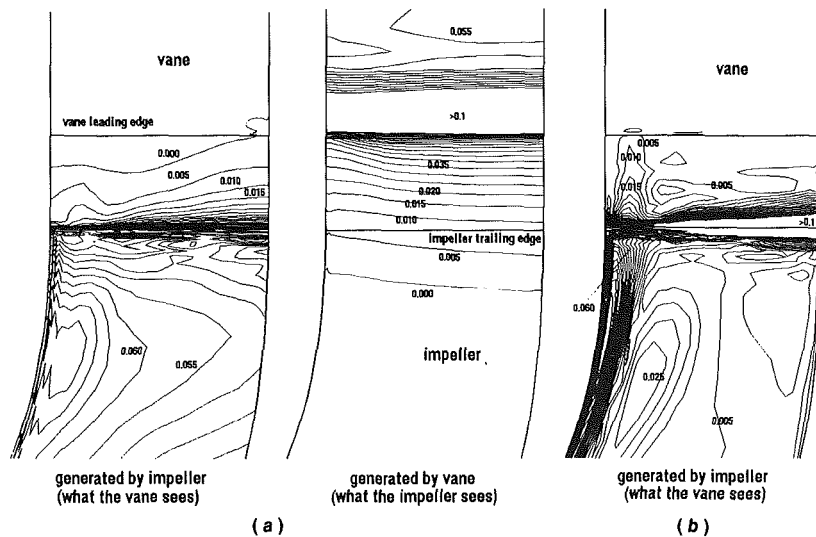 vane
vane leading edge
0.000
0.005
0.010
0.015
0.060
0.055
generated by impeller
(what the vane sees)
0.055
>0.1
0.035
0.020
0.015
0.010
impeller trailing edge
0.005
0.000
impeller
generated by vane
(what the impeller sees)
(a)
vane
0.005
0.010
0.015
0.005
>0.1
0.060
0.025
0.005
generated by impeller
(what the vane sees)
(b)